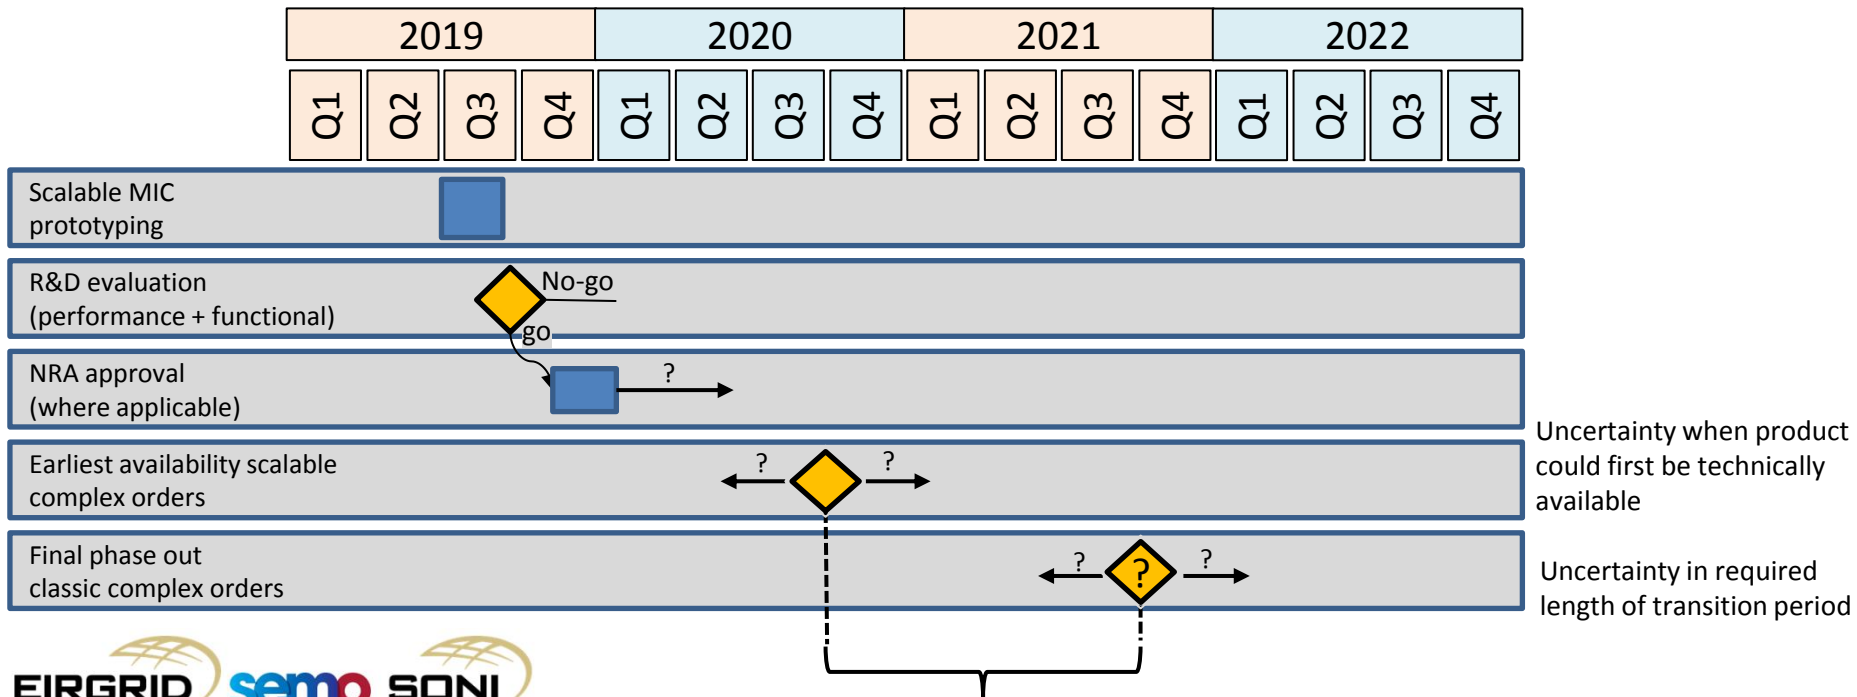 2019 2020 2021 2022
Q1 Q2 Q3 Q4 Q1 Q2 Q3 Q4 Q1 Q2 Q3 Q4 Q1 Q2 Q3 Q4
Scalable MIC
prototyping
R&D evaluation
(performance + functional)
No-go
go
NRA approval
(where applicable)
?
Earliest availability scalable
complex orders
? ?
Uncertainty when product
could first be technically
available
Final phase out
classic complex orders
? ? ?
Uncertainty in required
length of transition period
EIRGRID semo SONI